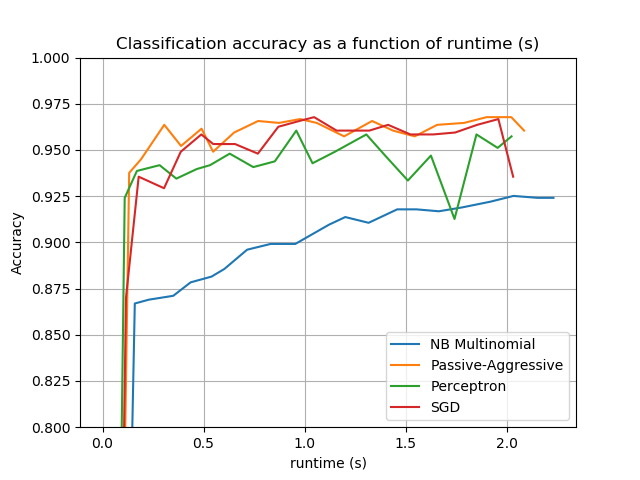 Classification accuracy as a function of runtime (s)
1.000
0.975
0.950
0.925
0.900
0.875
0.850
0.825
0.800
Accuracy
NB Multinomial
Passive-Aggressive
Perceptron
SGD
0.0 0.5 1.0 1.5 2.0
runtime (s)